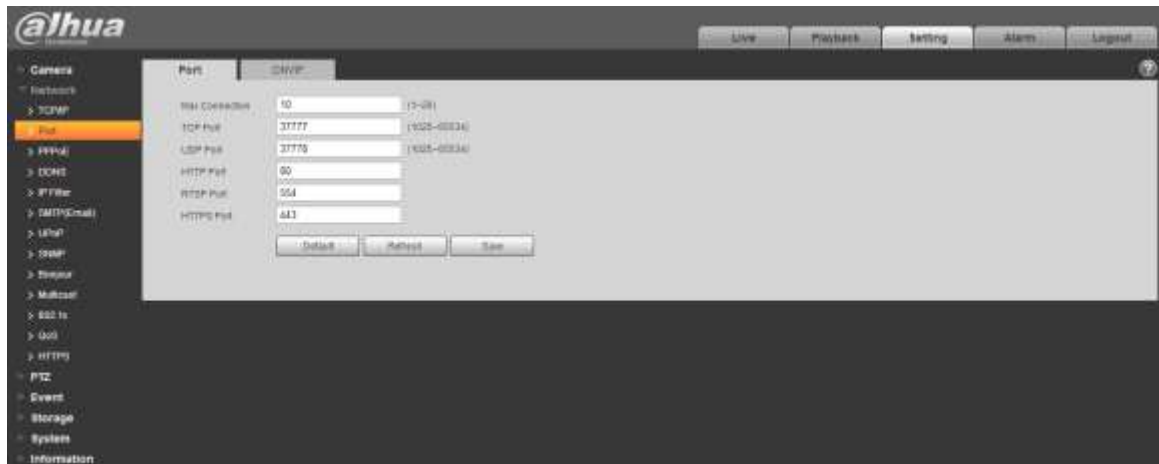 alhua
Live Playback Setting Alarm Logout
Camera
Network
TCP/IP
Port
PPPoE
DDNS
IP Filter
SMTP(Email)
UPnP
SNMP
Bonjour
Multicast
802.1x
QoS
HTTPS
PTZ
Event
Storage
System
Information
Port ONVIF
Max Connection 10 (1~20)
TCP Port 37777 (1025~65534)
UDP Port 37778 (1025~65534)
HTTP Port 80
RTSP Port 554
HTTPS Port 443
Default Refresh Save
?